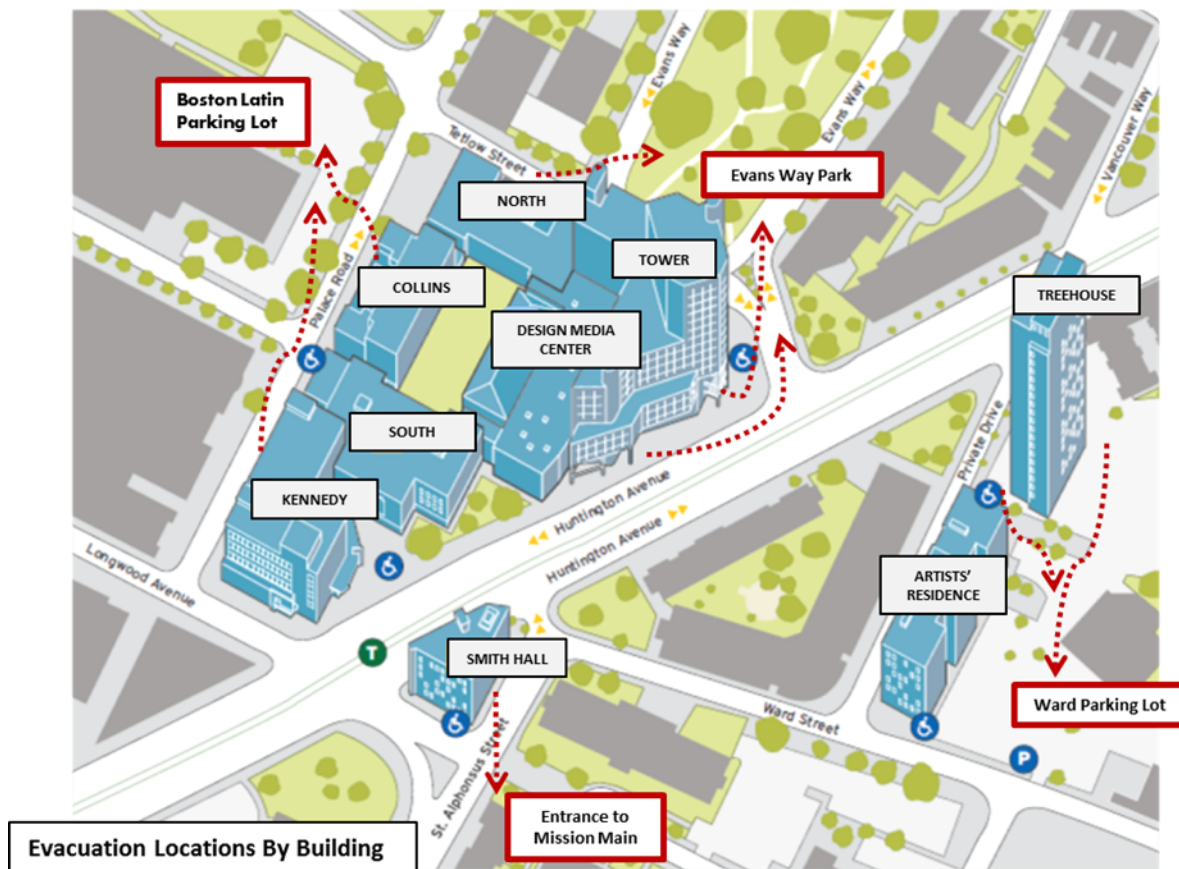 Boston Latin
Parking Lot
Evans Way
Evans Way
Vancouver Way
Tetlow Street
NORTH
Evans Way Park
TOWER
Palace Road
COLLINS
TREEHOUSE
DESIGN MEDIA
CENTER
SOUTH
Private Drive
KENNEDY
Huntington Avenue
Huntington Avenue
Longwood Avenue
ARTISTS’
RESIDENCE
T
SMITH HALL
Ward Street
Ward Parking Lot
P
St. Alphonsus Street
Entrance to
Mission Main
Evacuation Locations By Building